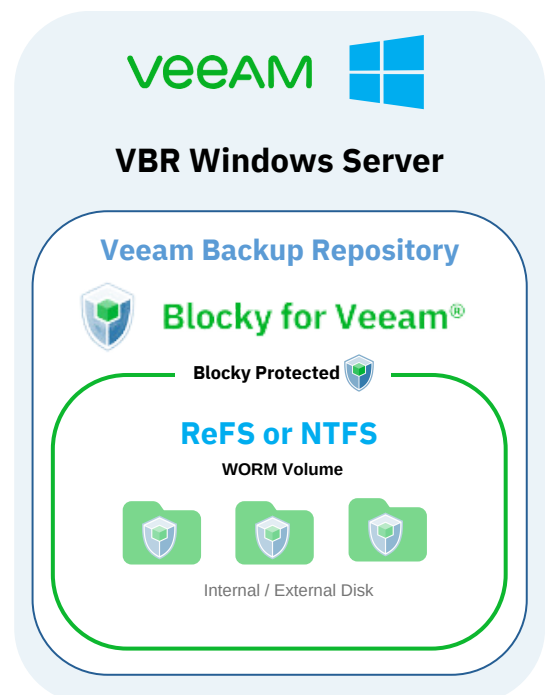 veeAM
VBR Windows Server
Veeam Backup Repository
Blocky for Veeam®
Blocky Protected
ReFS or NTFS
WORM Volume
Internal / External Disk